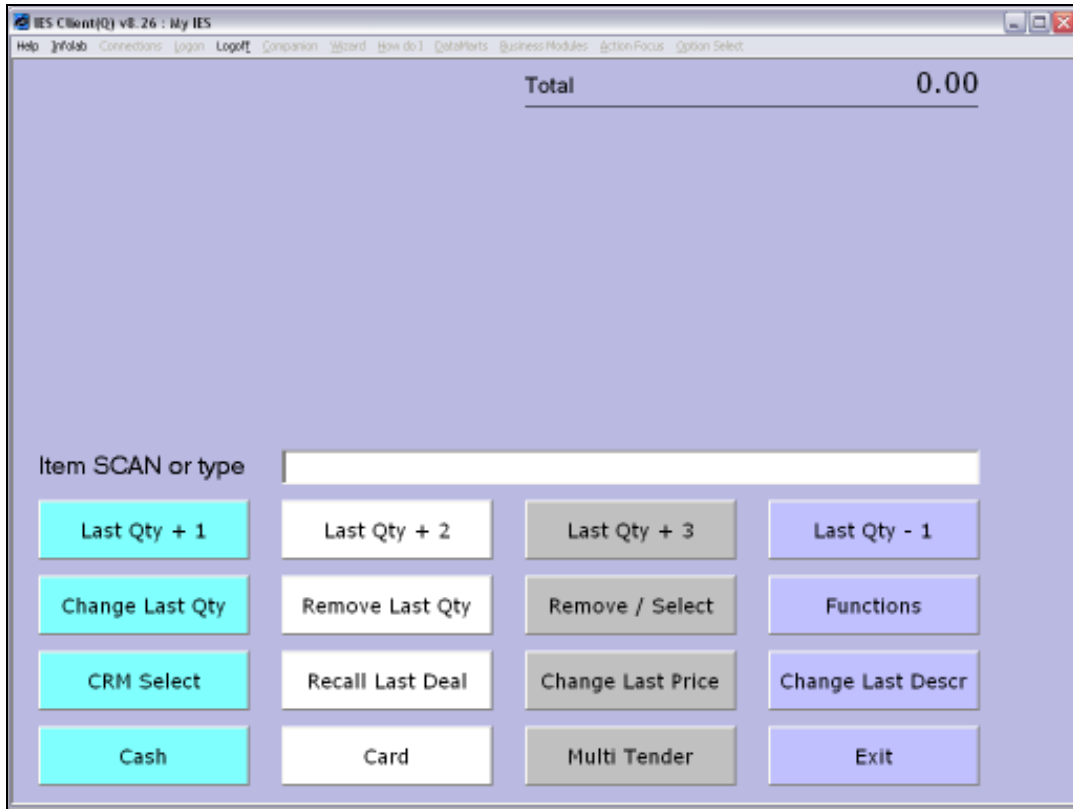 IES Client(Q) v8.26 : My IES
Help Infolab Connections Logon Logoff Companion Wizard How do I DataMarts Business Modules Action Focus Option Select
Total 0.00
Item SCAN or type
Last Qty + 1 Last Qty + 2 Last Qty + 3 Last Qty - 1
Change Last Qty Remove Last Qty Remove / Select Functions
CRM Select Recall Last Deal Change Last Price Change Last Descr
Cash Card Multi Tender Exit